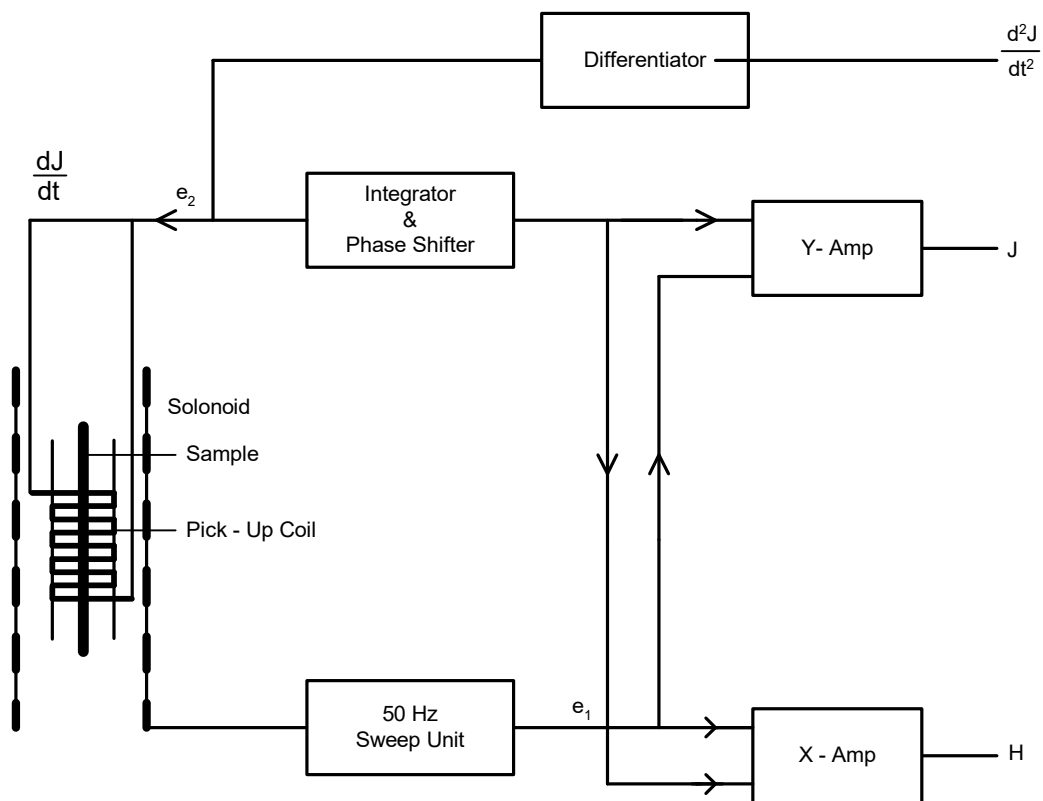 Differentiator
d²J
dt²
dJ
dt
e₂
Integrator
&
Phase Shifter
Y- Amp
J
Solonoid
Sample
Pick - Up Coil
50 Hz
Sweep Unit
e₁
X - Amp
H